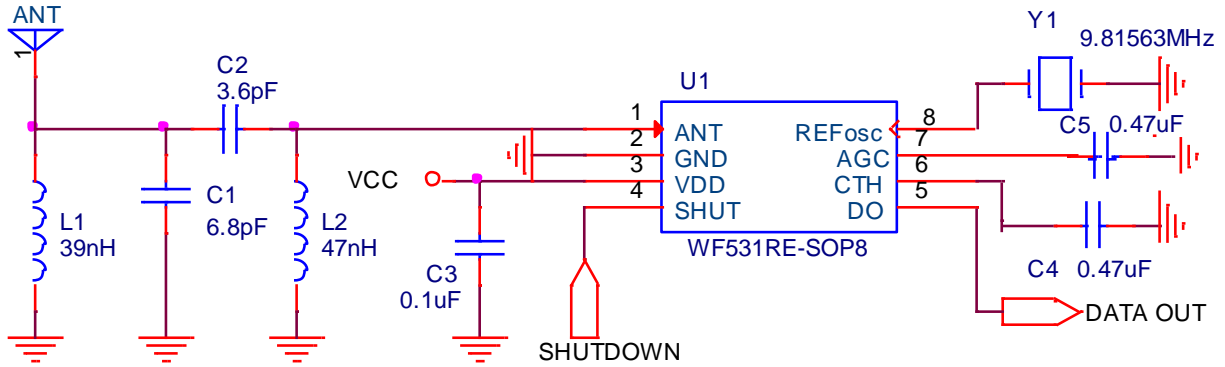 ANT
1
C2
3.6pF
L1
39nH
C1
6.8pF
L2
47nH
VCC
C3
0.1uF
SHUTDOWN
U1
1
2
3
4
ANT
GND
VDD
SHUT
REFosc
AGC
CTH
DO
8
7
6
5
WF531RE-SOP8
Y1
9.81563MHz
C5
0.47uF
C4
0.47uF
DATA OUT